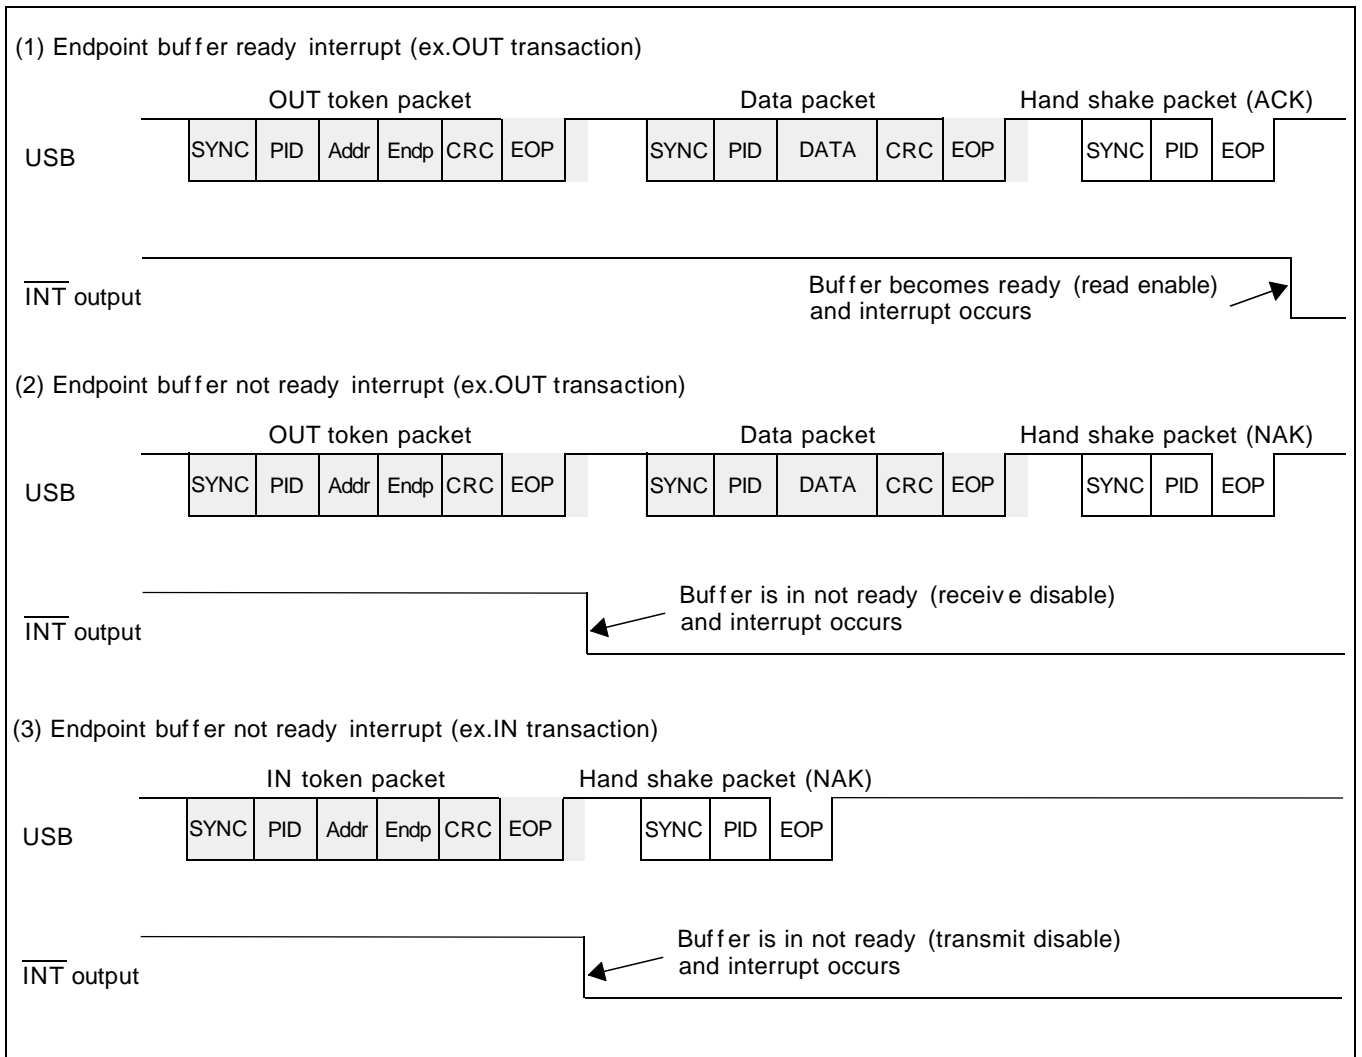 (1) Endpoint buffer ready interrupt (ex.OUT transaction)
OUT token packet Data packet Hand shake packet (ACK)
USB SYNC PID Addr Endp CRC EOP SYNC PID DATA CRC EOP SYNC PID EOP
INT output
Buffer becomes ready (read enable)
and interrupt occurs
(2) Endpoint buffer not ready interrupt (ex.OUT transaction)
OUT token packet Data packet Hand shake packet (NAK)
USB SYNC PID Addr Endp CRC EOP SYNC PID DATA CRC EOP SYNC PID EOP
INT output
Buffer is in not ready (receive disable)
and interrupt occurs
(3) Endpoint buffer not ready interrupt (ex.IN transaction)
IN token packet Hand shake packet (NAK)
USB SYNC PID Addr Endp CRC EOP SYNC PID EOP
INT output
Buffer is in not ready (transmit disable)
and interrupt occurs